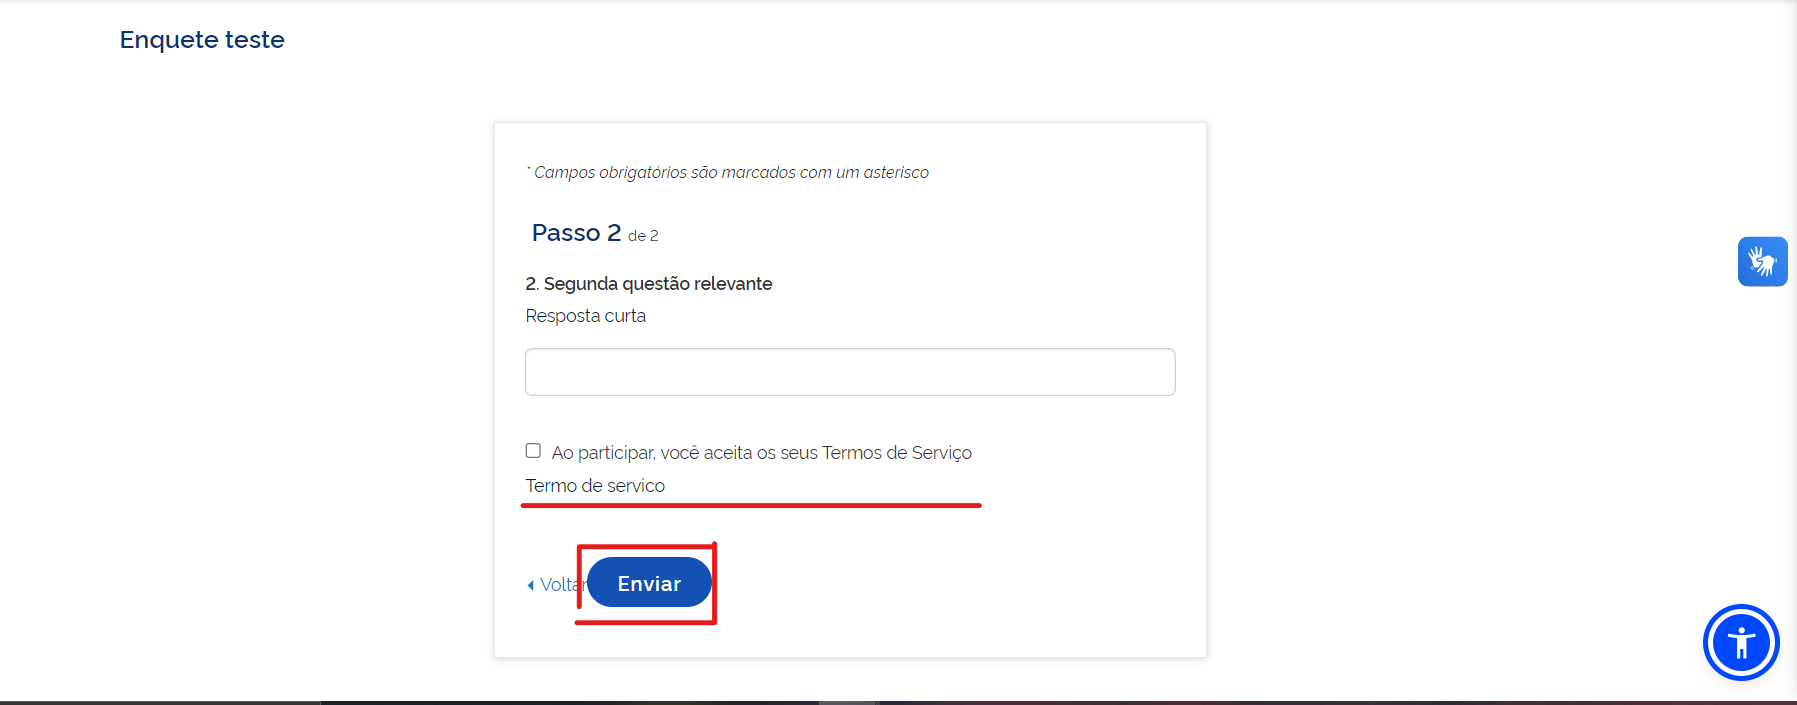 Enquete teste
* Campos obrigatórios são marcados com um asterisco
Passo 2 de 2
2. Segunda questão relevante
Resposta curta
Ao participar, você aceita os seus Termos de Serviço
Termo de servico
Voltar
Enviar